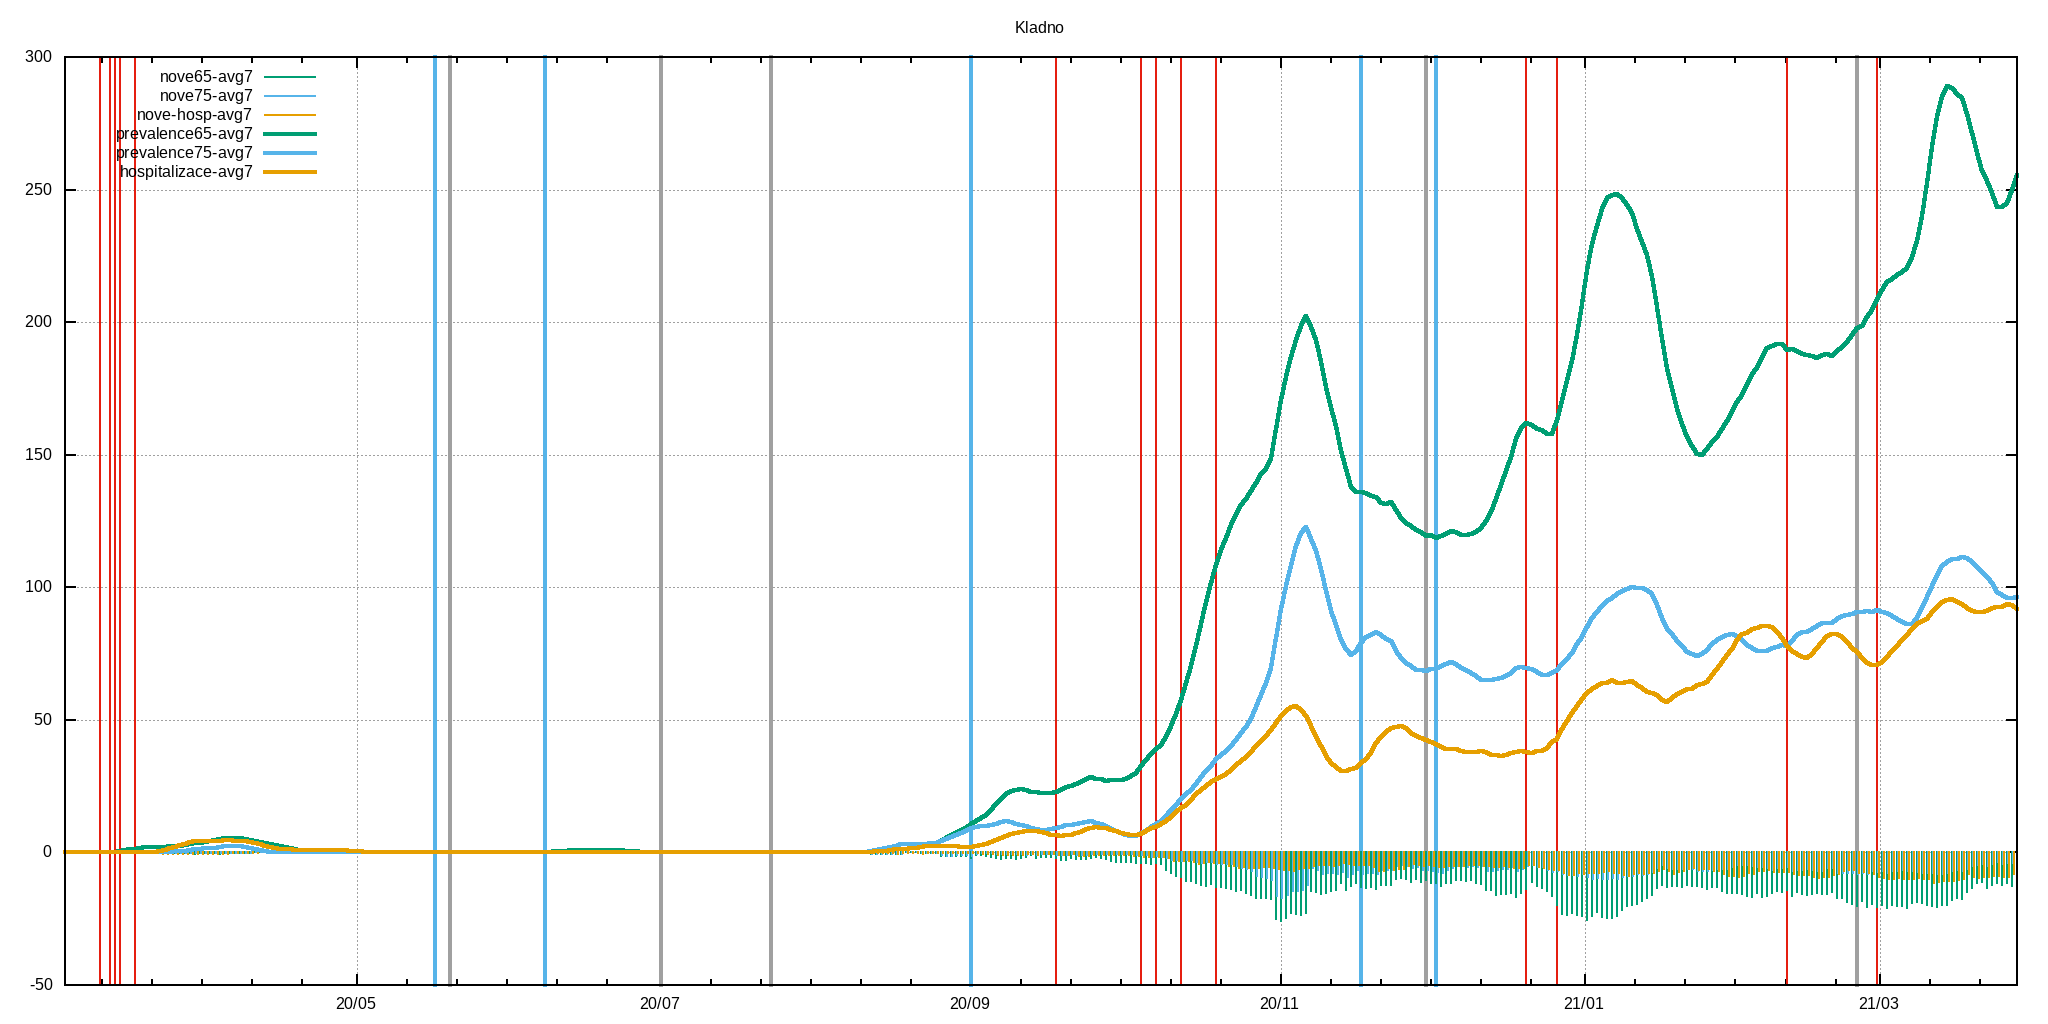 Kladno
300
250
200
150
100
50
0
-50
nove65-avg7
nove75-avg7
nove-hosp-avg7
prevalence65-avg7
prevalence75-avg7
hospitalizace-avg7
20/05 20/07 20/09 20/11 21/01 21/03